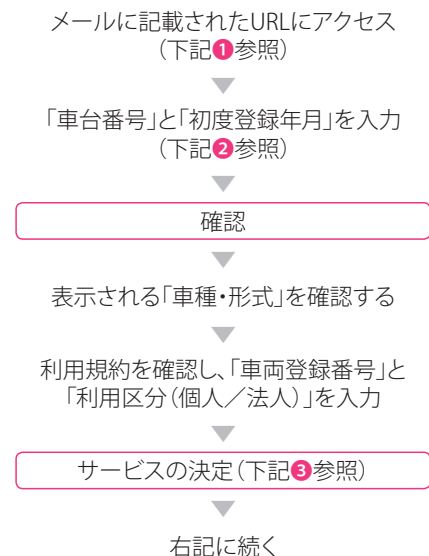 メールに記載されたURLにアクセス
(下記❶参照)
「車台番号」と「初度登録年月」を入力
(下記❷参照)
確認
表示される「車種・形式」を確認する
利用規約を確認し、「車両登録番号」と
「利用区分(個人／法人)」を入力
サービスの決定(下記❸参照)
右記に続く